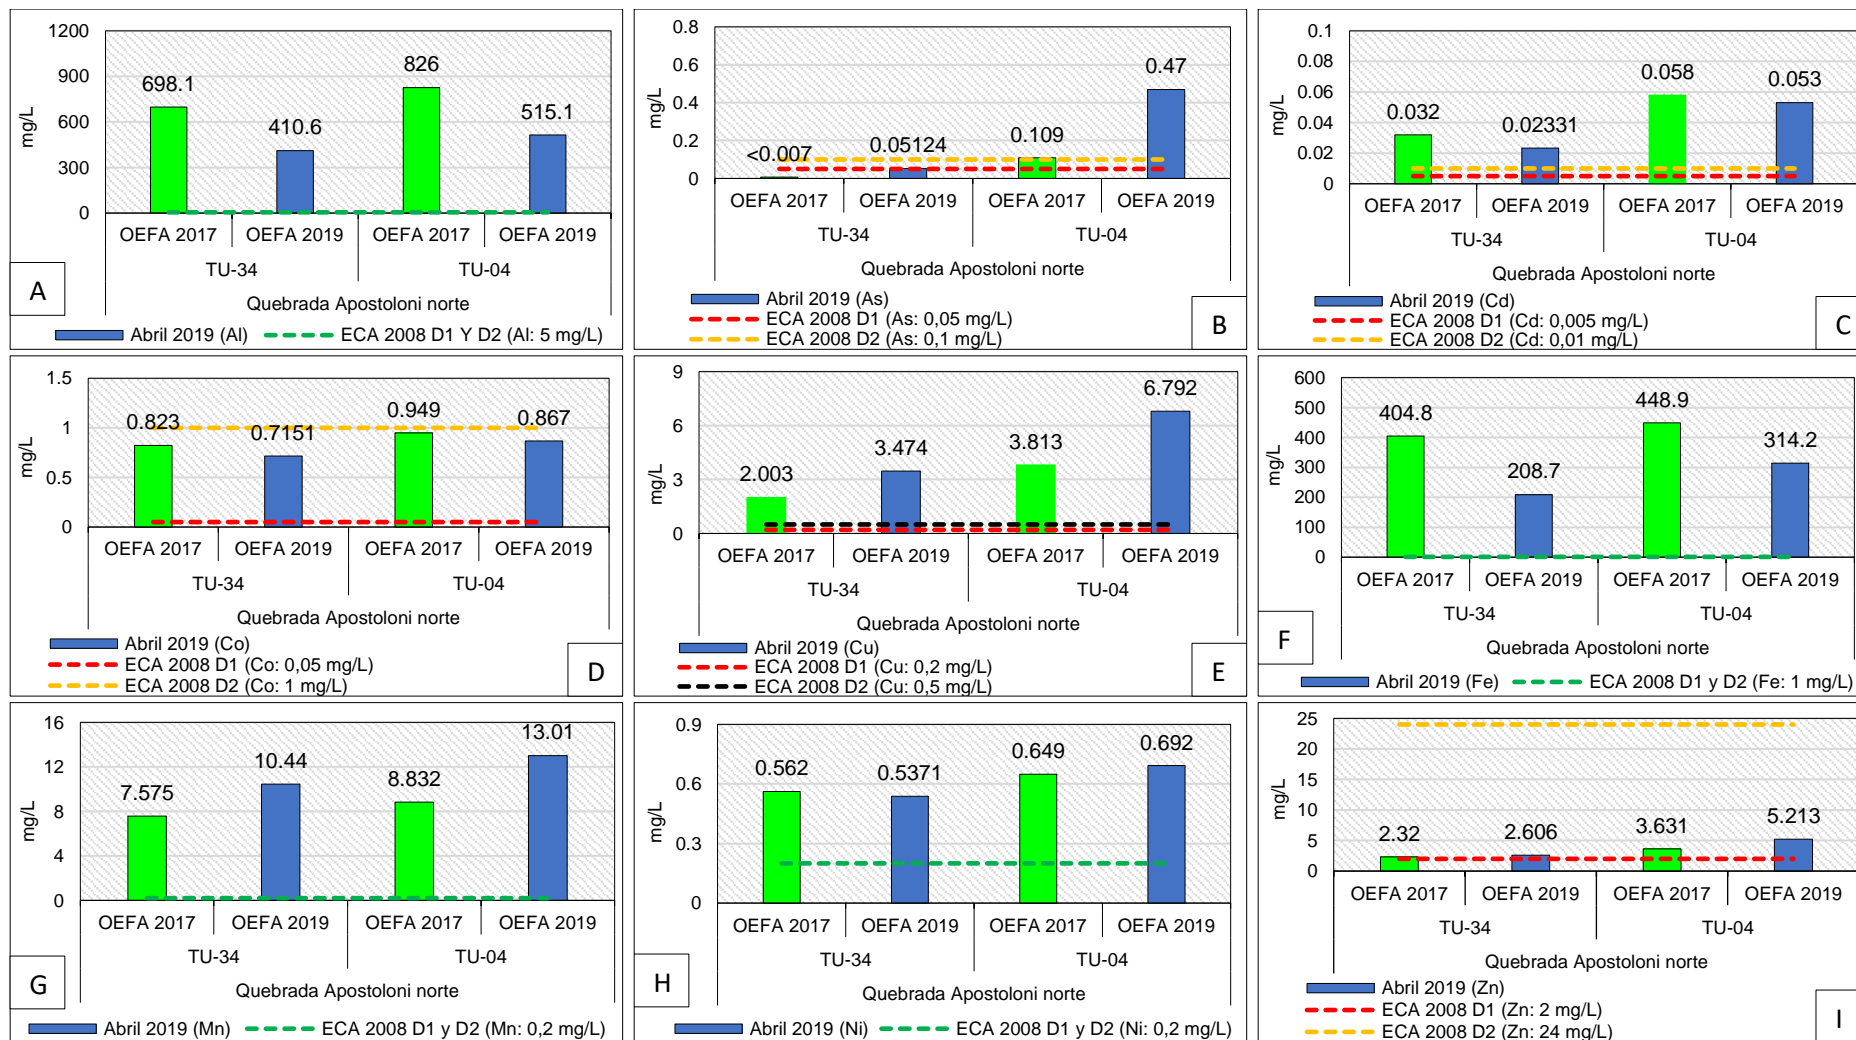 1200
900
600
300
0
mg/L
698.1
410.6
826
515.1
OEFA 2017 OEFA 2019 OEFA 2017 OEFA 2019
TU-34 TU-04
Quebrada Apostoloni norte
A
Abril 2019 (Al) ECA 2008 D1 Y D2 (Al: 5 mg/L)
0.8
0.6
0.4
0.2
0
mg/L
<0.007
0.05124
0.109
0.47
OEFA 2017 OEFA 2019 OEFA 2017 OEFA 2019
TU-34 TU-04
Quebrada Apostoloni norte
Abril 2019 (As)
ECA 2008 D1 (As: 0,05 mg/L)
ECA 2008 D2 (As: 0,1 mg/L)
B
0.1
0.08
0.06
0.04
0.02
0
mg/L
0.032
0.02331
0.058
0.053
OEFA 2017 OEFA 2019 OEFA 2017 OEFA 2019
TU-34 TU-04
Quebrada Apostoloni norte
Abril 2019 (Cd)
ECA 2008 D1 (Cd: 0,005 mg/L)
ECA 2008 D2 (Cd: 0,01 mg/L)
C
1.5
1
0.5
0
mg/L
0.823
0.7151
0.949
0.867
OEFA 2017 OEFA 2019 OEFA 2017 OEFA 2019
TU-34 TU-04
Quebrada Apostoloni norte
Abril 2019 (Co)
ECA 2008 D1 (Co: 0,05 mg/L)
ECA 2008 D2 (Co: 1 mg/L)
D
9
6
3
0
mg/L
2.003
3.474
3.813
6.792
OEFA 2017 OEFA 2019 OEFA 2017 OEFA 2019
TU-34 TU-04
Quebrada Apostoloni norte
Abril 2019 (Cu)
ECA 2008 D1 (Cu: 0,2 mg/L)
ECA 2008 D2 (Cu: 0,5 mg/L)
E
600
500
400
300
200
100
0
mg/L
404.8
208.7
448.9
314.2
OEFA 2017 OEFA 2019 OEFA 2017 OEFA 2019
TU-34 TU-04
Quebrada Apostoloni norte
F
Abril 2019 (Fe) ECA 2008 D1 y D2 (Fe: 1 mg/L)
16
12
8
4
0
mg/L
7.575
10.44
8.832
13.01
OEFA 2017 OEFA 2019 OEFA 2017 OEFA 2019
TU-34 TU-04
Quebrada Apostoloni norte
G
Abril 2019 (Mn) ECA 2008 D1 y D2 (Mn: 0,2 mg/L)
0.9
0.6
0.3
0
mg/L
0.562
0.5371
0.649
0.692
OEFA 2017 OEFA 2019 OEFA 2017 OEFA 2019
TU-34 TU-04
Quebrada Apostoloni norte
H
Abril 2019 (Ni) ECA 2008 D1 y D2 (Ni: 0,2 mg/L)
25
20
15
10
5
0
mg/L
2.32
2.606
3.631
5.213
OEFA 2017 OEFA 2019 OEFA 2017 OEFA 2019
TU-34 TU-04
Quebrada Apostoloni norte
Abril 2019 (Zn)
ECA 2008 D1 (Zn: 2 mg/L)
ECA 2008 D2 (Zn: 24 mg/L)
I